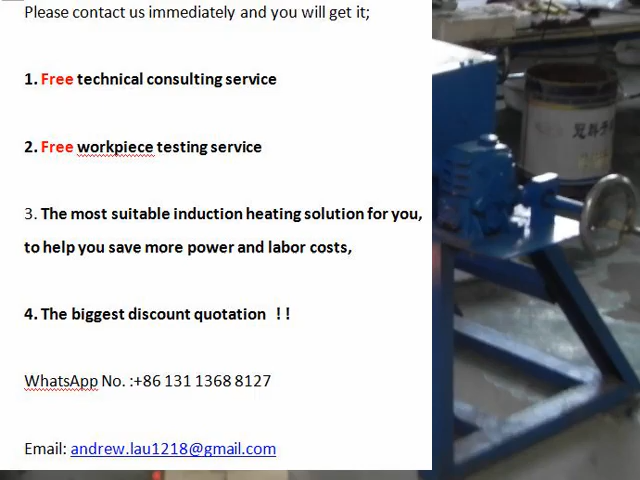 Please contact us immediately and you will get it;
1. Free technical consulting service
2. Free workpiece testing service
3. The most suitable induction heating solution for you,
to help you save more power and labor costs,
4. The biggest discount quotation ! !
WhatsApp No. :+86 131 1368 8127
Email: andrew.lau1218@gmail.com